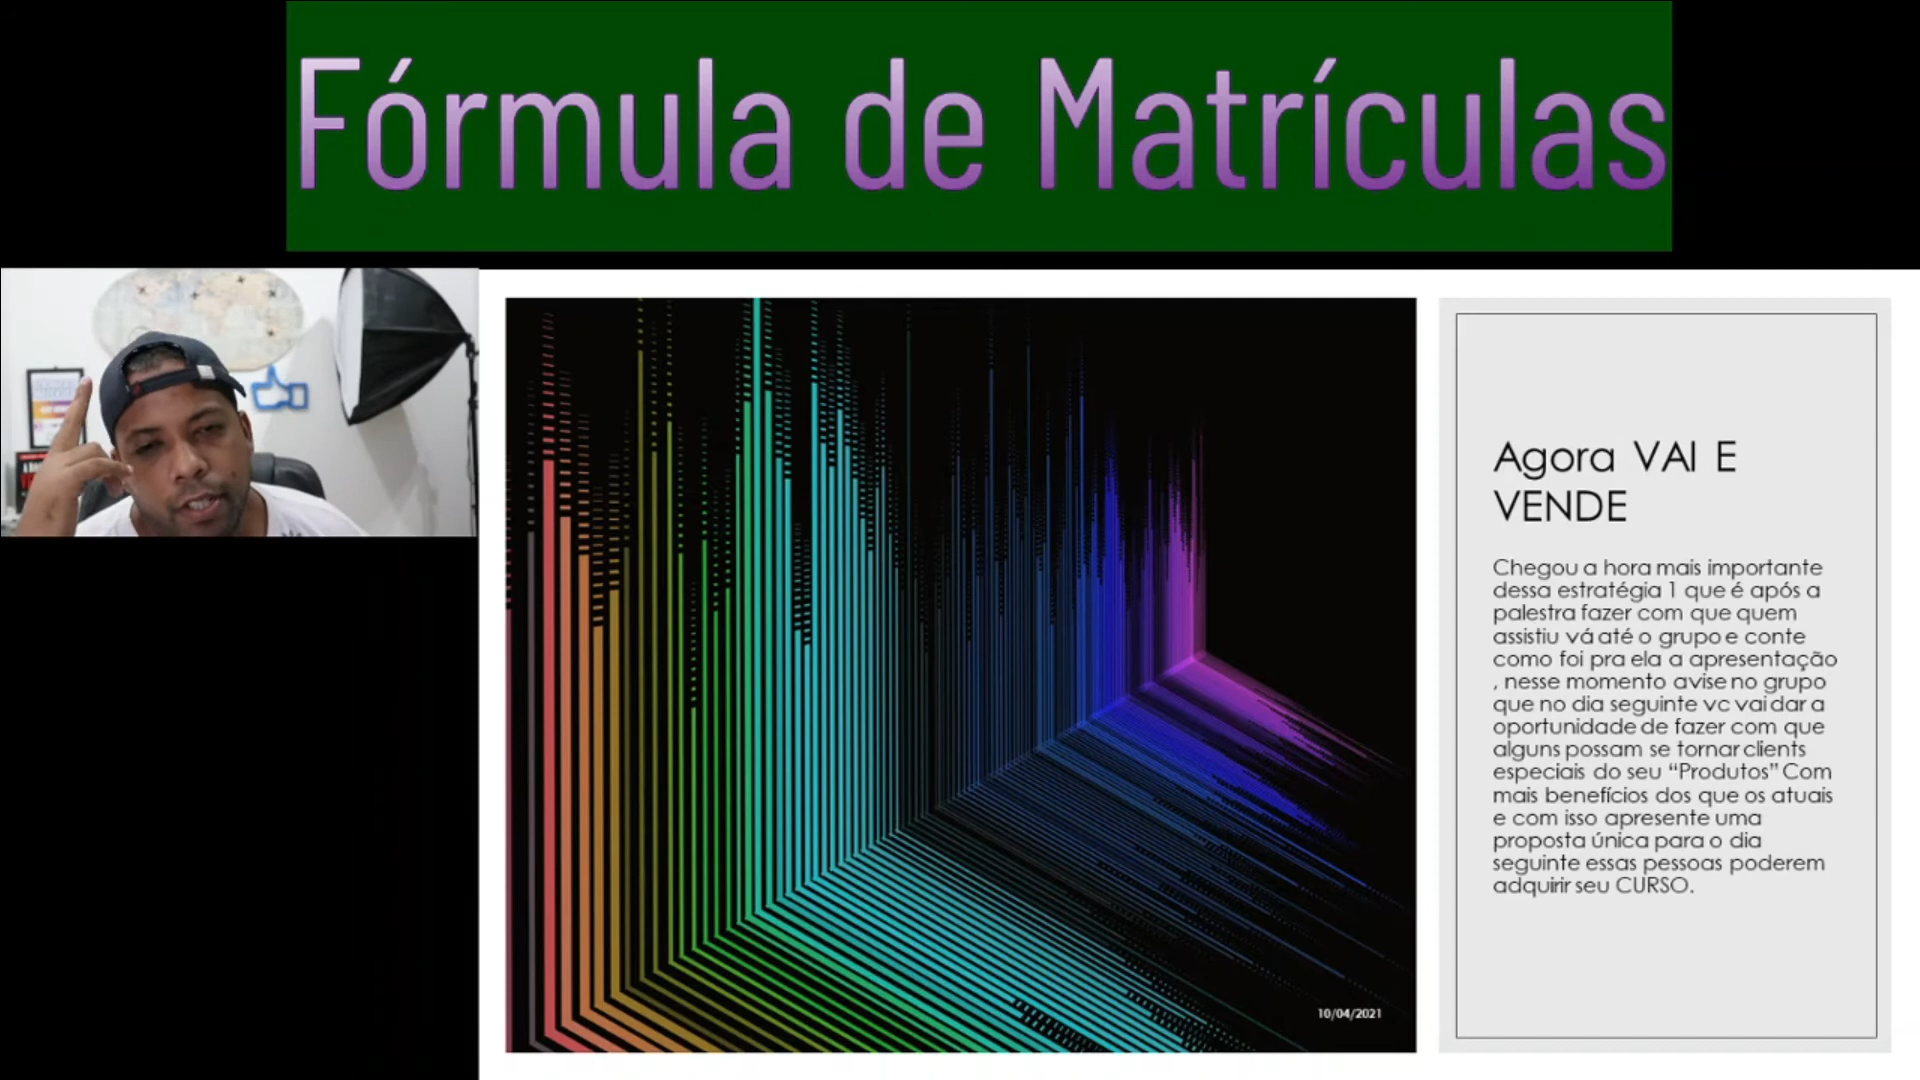 Fórmula de Matrículas
Agora VAI E
VENDE
Chegou a hora mais importante
dessa estratégia 1 que é após a
palestra fazer com que quem
assistiu vá até o grupo e conte
como foi pra ela a apresentação
, nesse momento avise no grupo
que no dia seguinte vc vai dar a
oportunidade de fazer com que
alguns possam se tornar clients
especiais do seu “Produtos” Com
mais benefícios dos que os atuais
e com isso apresente uma
proposta única para o dia
seguinte essas pessoas poderem
adquirir seu CURSO.
10/04/2021